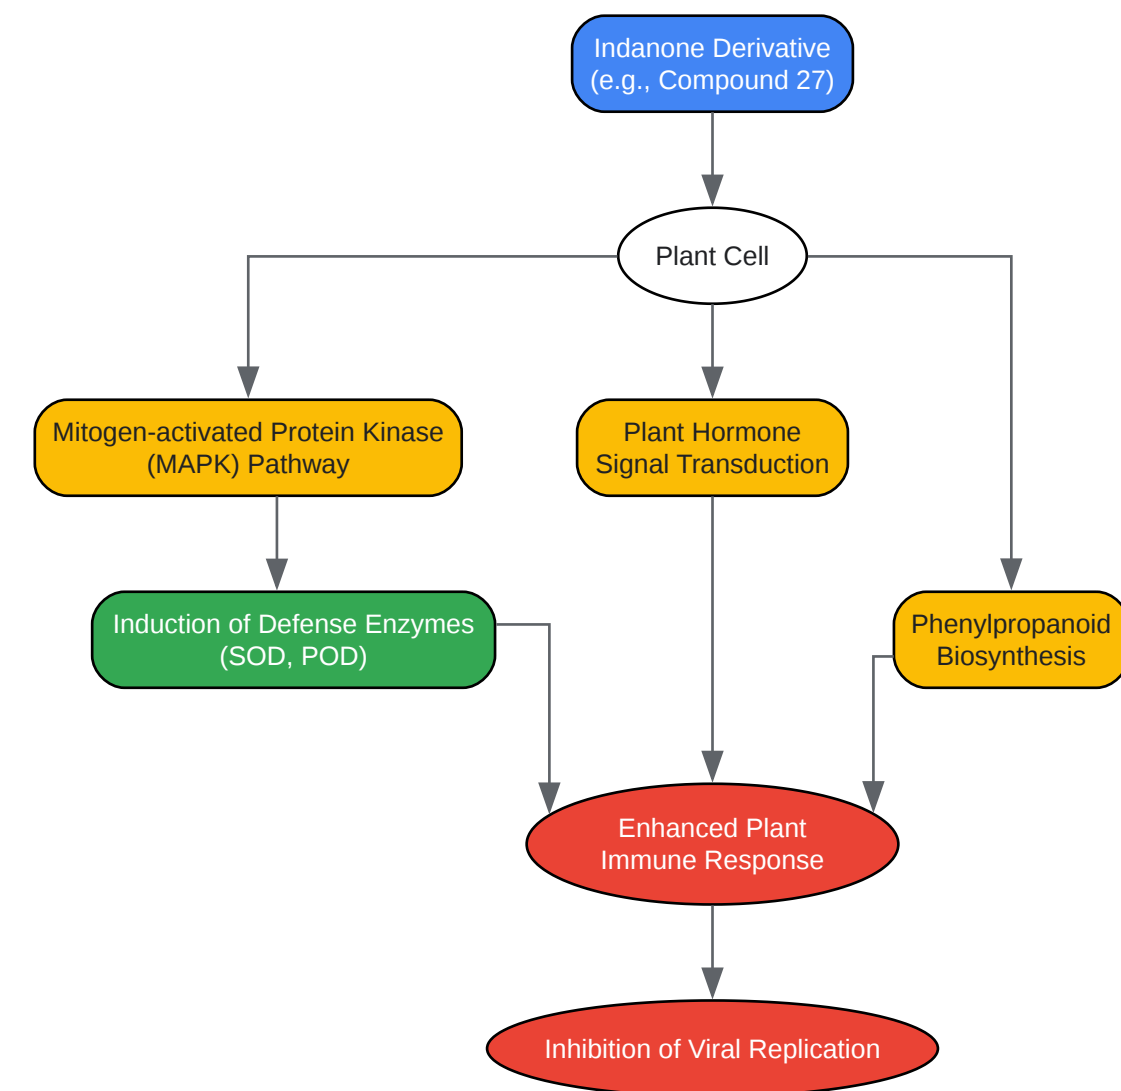 Indanone Derivative
(e.g., Compound 27)
Plant Cell
Mitogen-activated Protein Kinase
(MAPK) Pathway
Plant Hormone
Signal Transduction
Induction of Defense Enzymes
(SOD, POD)
Phenylpropanoid
Biosynthesis
Enhanced Plant
Immune Response
Inhibition of Viral Replication